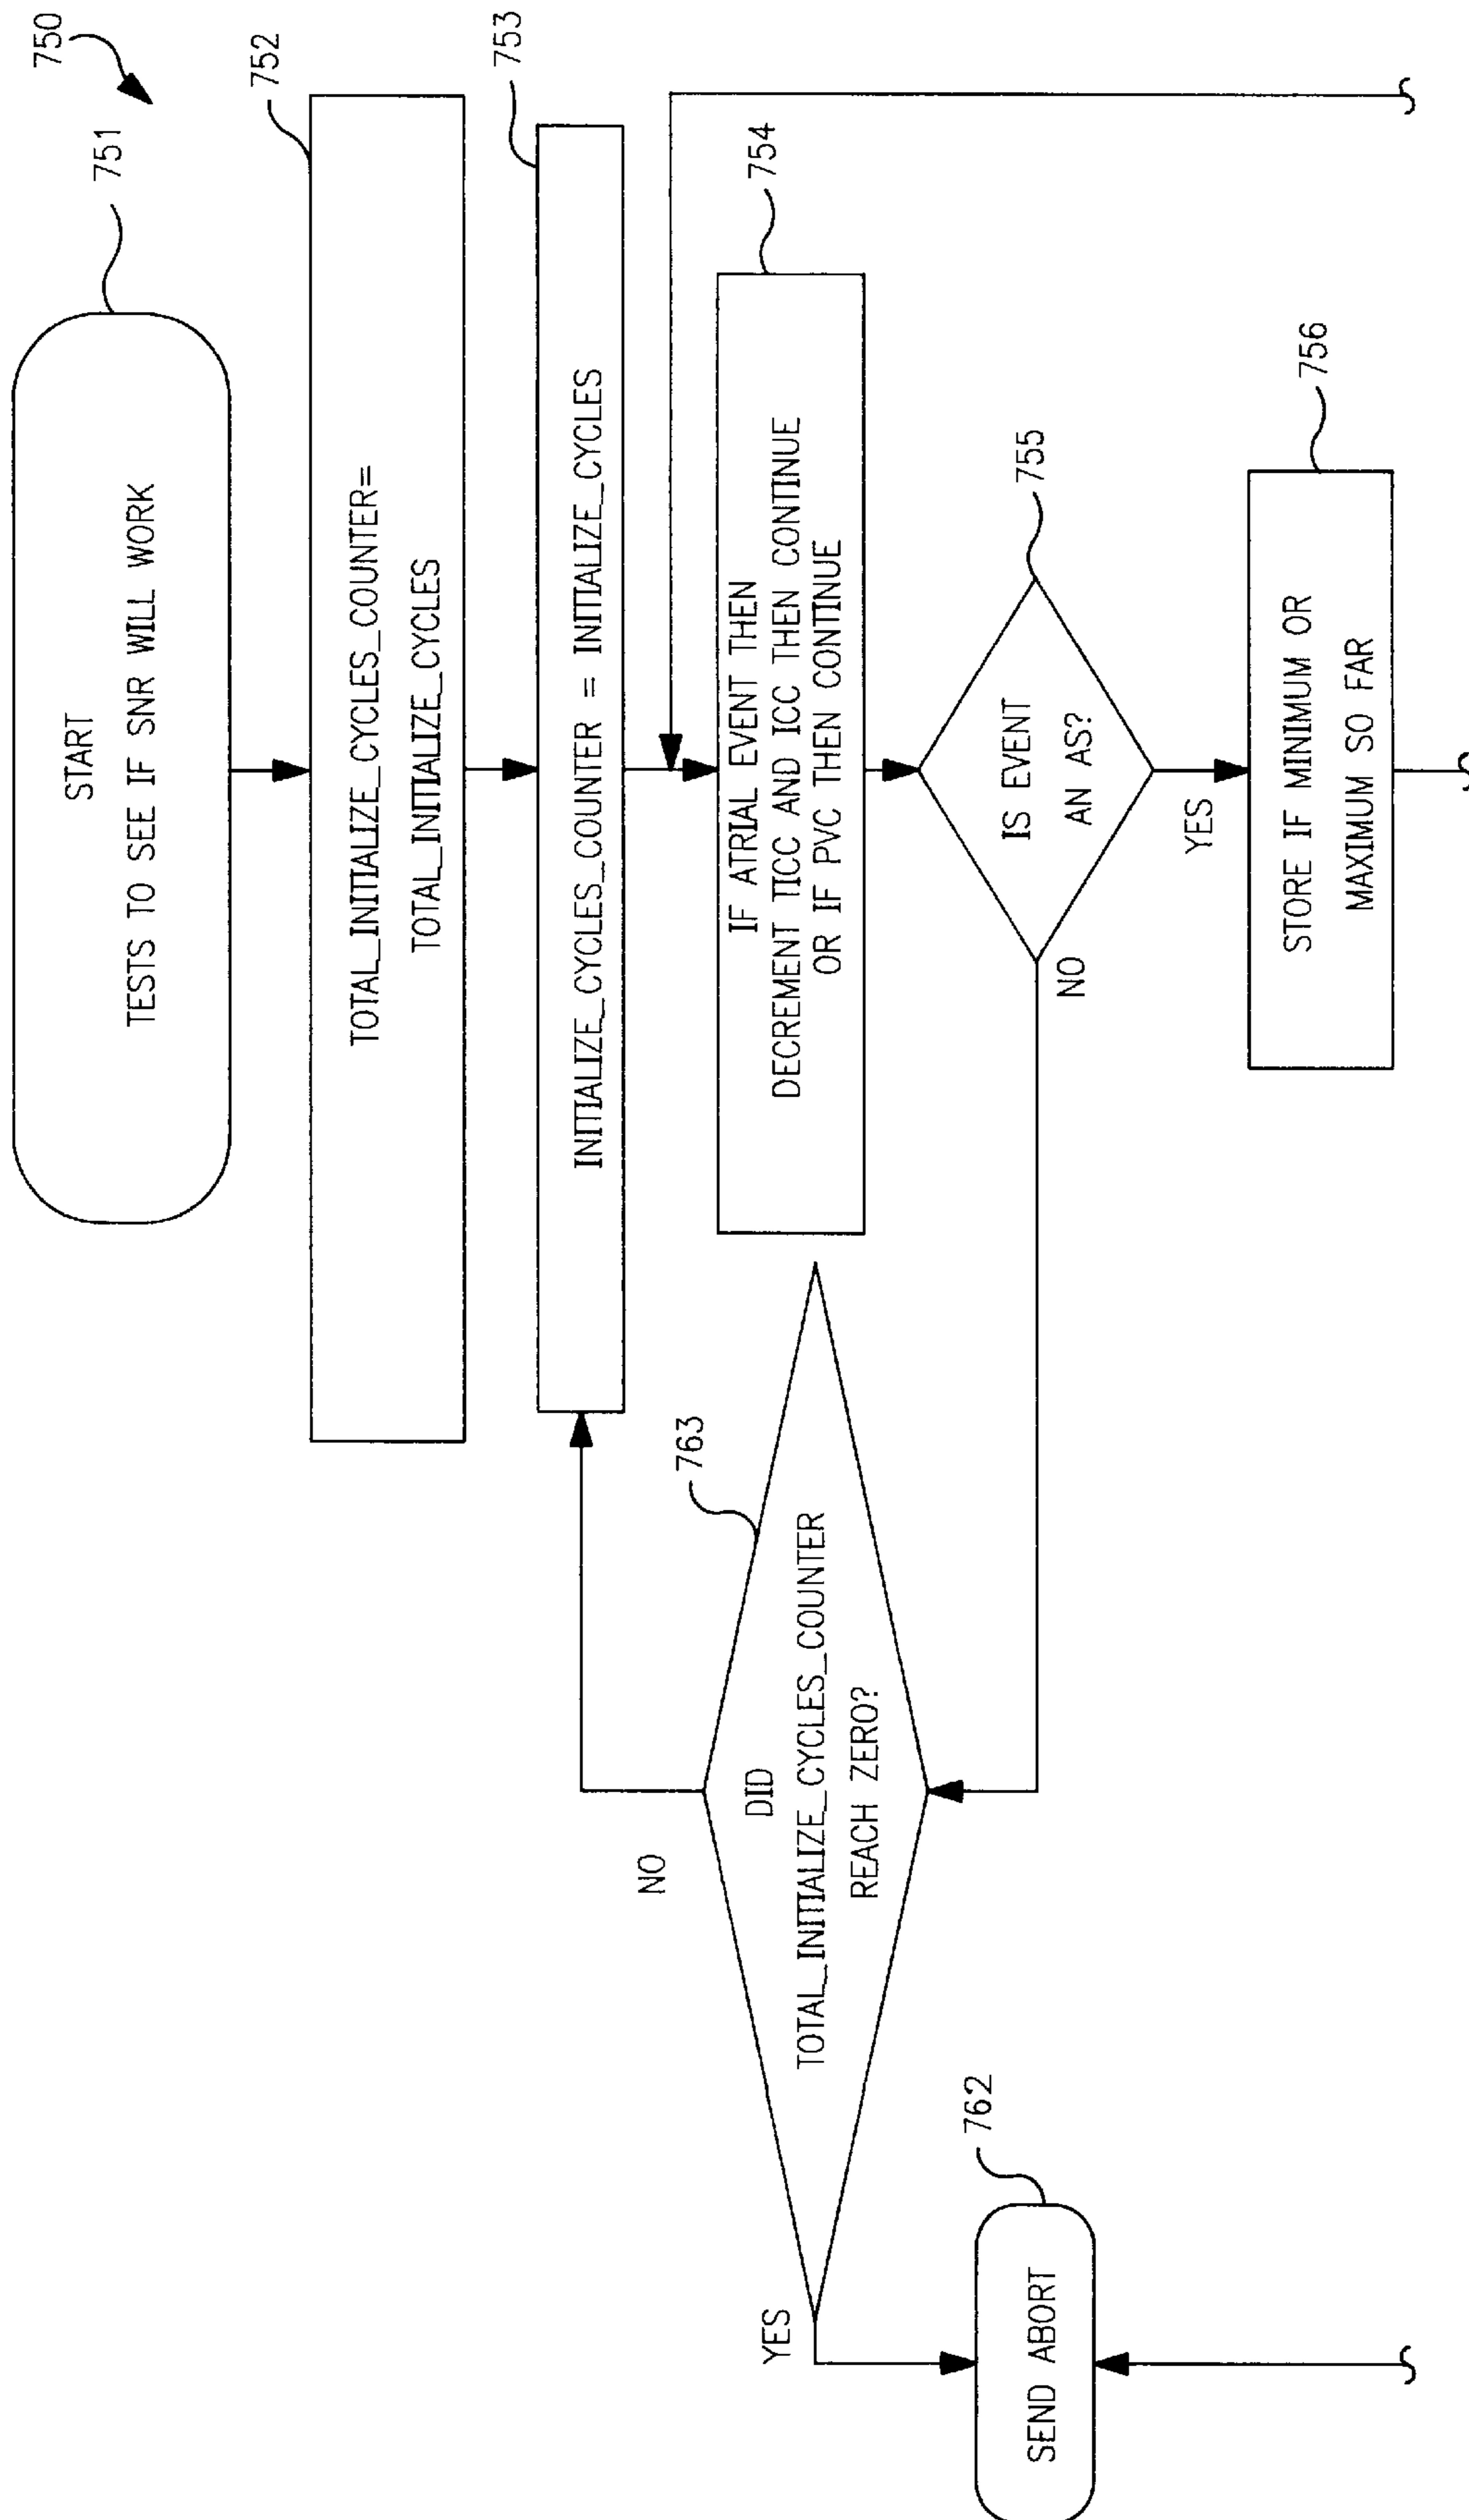 750
751
START
TESTS TO SEE IF SNR WILL WORK
752
TOTAL_INITIALIZE_CYCLES_COUNTER=
TOTAL_INITIALIZE_CYCLES
753
INITIALIZE_CYCLES_COUNTER = INITIALIZE_CYCLES
754
IF ATRIAL EVENT THEN
DECREMENT TICC AND ICC THEN CONTINUE
OR IF PVC THEN CONTINUE
755
IS EVENT
AN AS?
NO
YES
756
STORE IF MINIMUM OR
MAXIMUM SO FAR
763
DID
TOTAL_INITIALIZE_CYCLES_COUNTER
REACH ZERO?
NO
YES
762
SEND ABORT